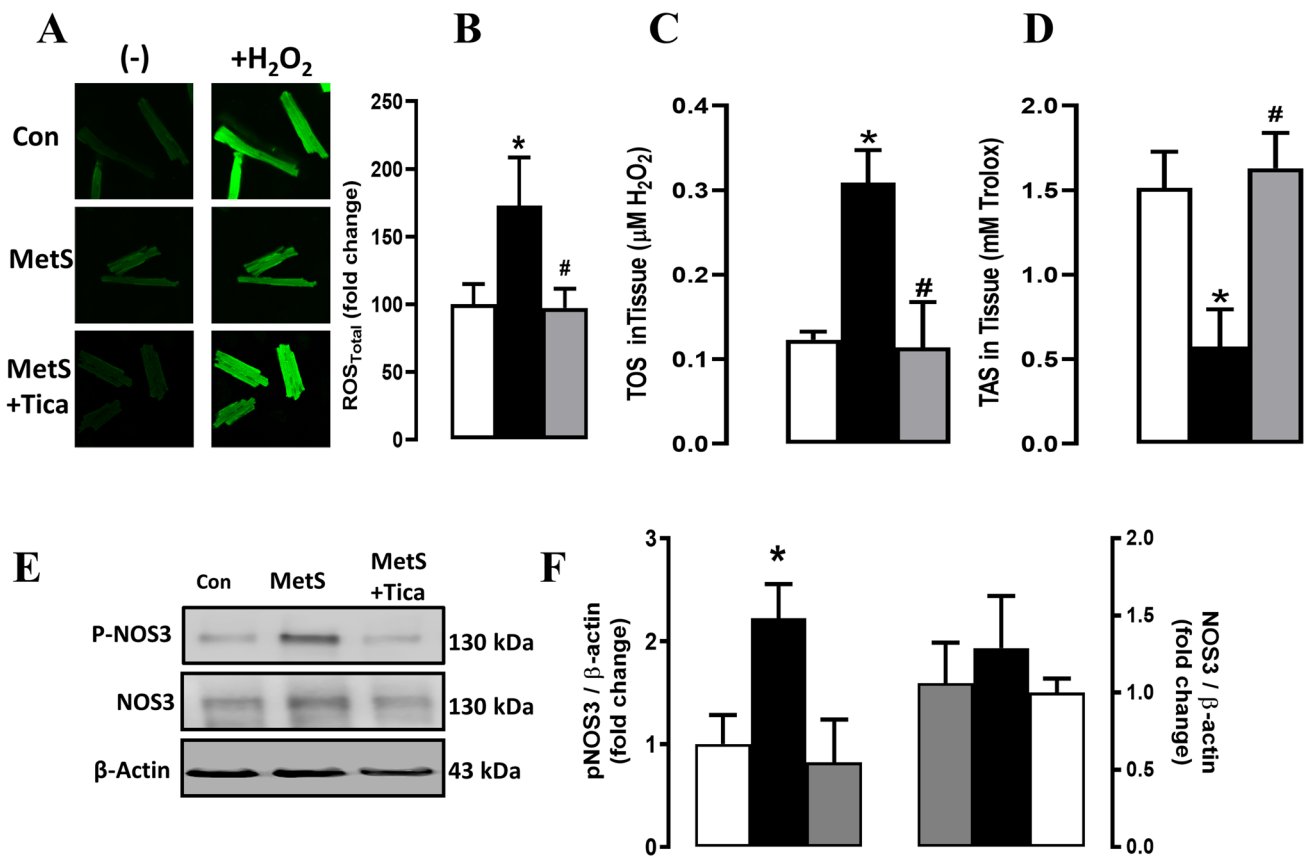 A
(-)
+H₂O₂
Con
MetS
MetS
+Tica
B
ROSTotal (fold change)
250
200
150
100
50
0
*
#
C
TOS inTissue (μM H₂O₂)
0.4
0.3
0.2
0.1
0.0
*
#
D
TAS in Tissue (mM Trolox)
2.0
1.5
1.0
0.5
0.0
*
#
E
Con
MetS
MetS
+Tica
P-NOS3
130 kDa
NOS3
130 kDa
β-Actin
43 kDa
F
pNOS3 / β-actin
(fold change)
3
2
1
0
*
2.0
1.5
1.0
0.5
0.0
NOS3 / β-actin
(fold change)